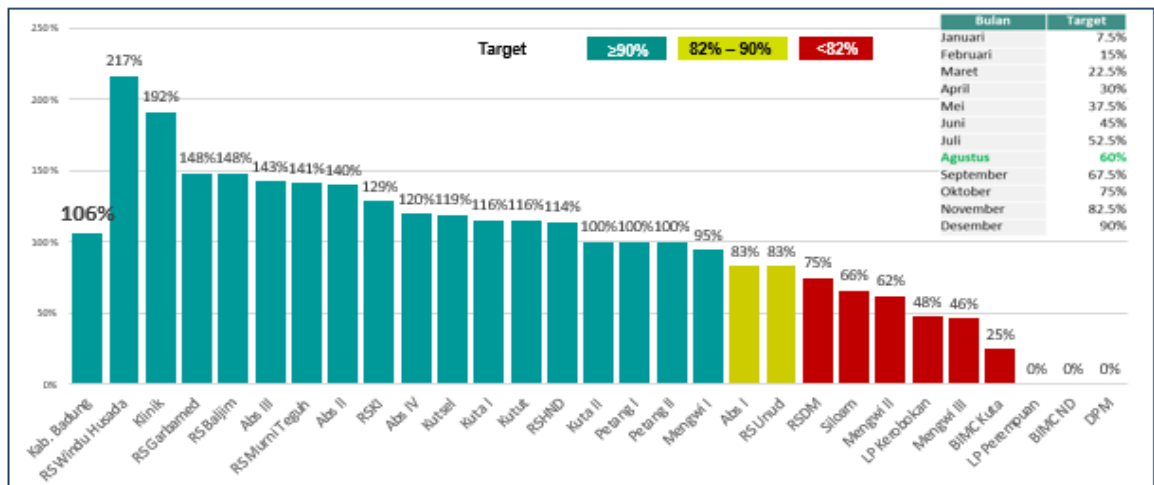 250%
200%
150%
100%
50%
0%
Target ≥90% 82% – 90% <82%
Bulan Target
Januari 7.5%
Februari 15%
Maret 22.5%
April 30%
Mei 37.5%
Juni 45%
Juli 52.5%
Agustus 60%
September 67.5%
Oktober 75%
November 82.5%
Desember 90%
106% 217% 192% 148% 148% 143% 141% 140% 129% 120% 119% 116% 116% 114% 100% 100% 100% 95% 83% 83% 75% 66% 62% 48% 46% 25% 0% 0% 0%
Kab. Badung
RS Windu Husada
Klinik
RS Garbamed
RS Balijim
Abs III
RS Murni Teguh
Abs II
RSKI
Abs IV
Kutsel
Kuta I
Kutut
RSHND
Kuta II
Petang I
Petang II
Mengwi I
Abs I
RS Unud
RSDM
Siloam
Mengwi II
LP Kerobokan
Mengwi III
BIMC Kuta
LP Perempuan
BIMC ND
DPM